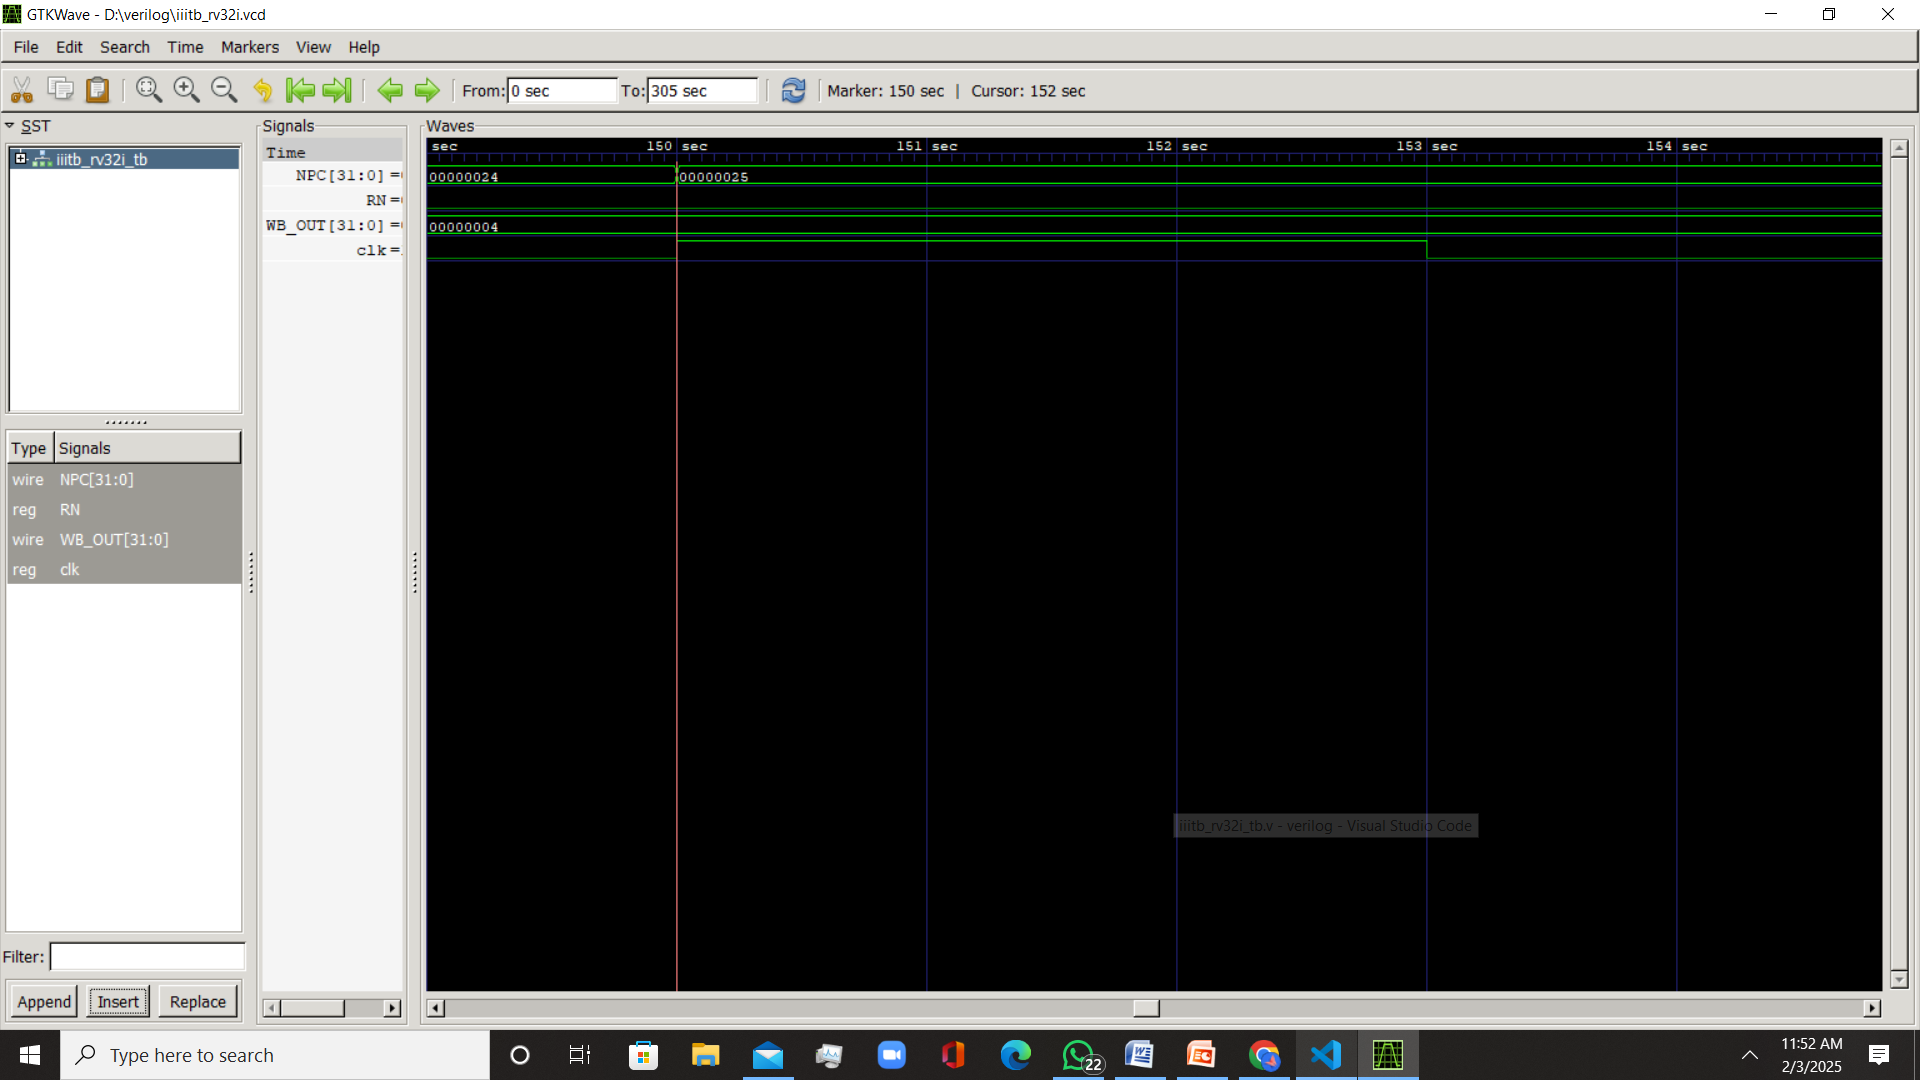 GTKWave - D:\verilog\iiitb_rv32i.vcd
File Edit Search Time Markers View Help
From: 0 sec To: 305 sec Marker: 150 sec | Cursor: 152 sec
SST
iiitb_rv32i_tb
Type Signals
wire NPC[31:0]
reg RN
wire WB_OUT[31:0]
reg clk
Filter:
Append Insert Replace
Signals
Time
NPC[31:0] =
RN =
WB_OUT[31:0] =
clk =
Waves
sec 150 sec 151 sec 152 sec 153 sec 154 sec
00000024 00000025
00000004
iiitb_rv32i_tb.v - verilog - Visual Studio Code
Type here to search
22
11:52 AM
2/3/2025